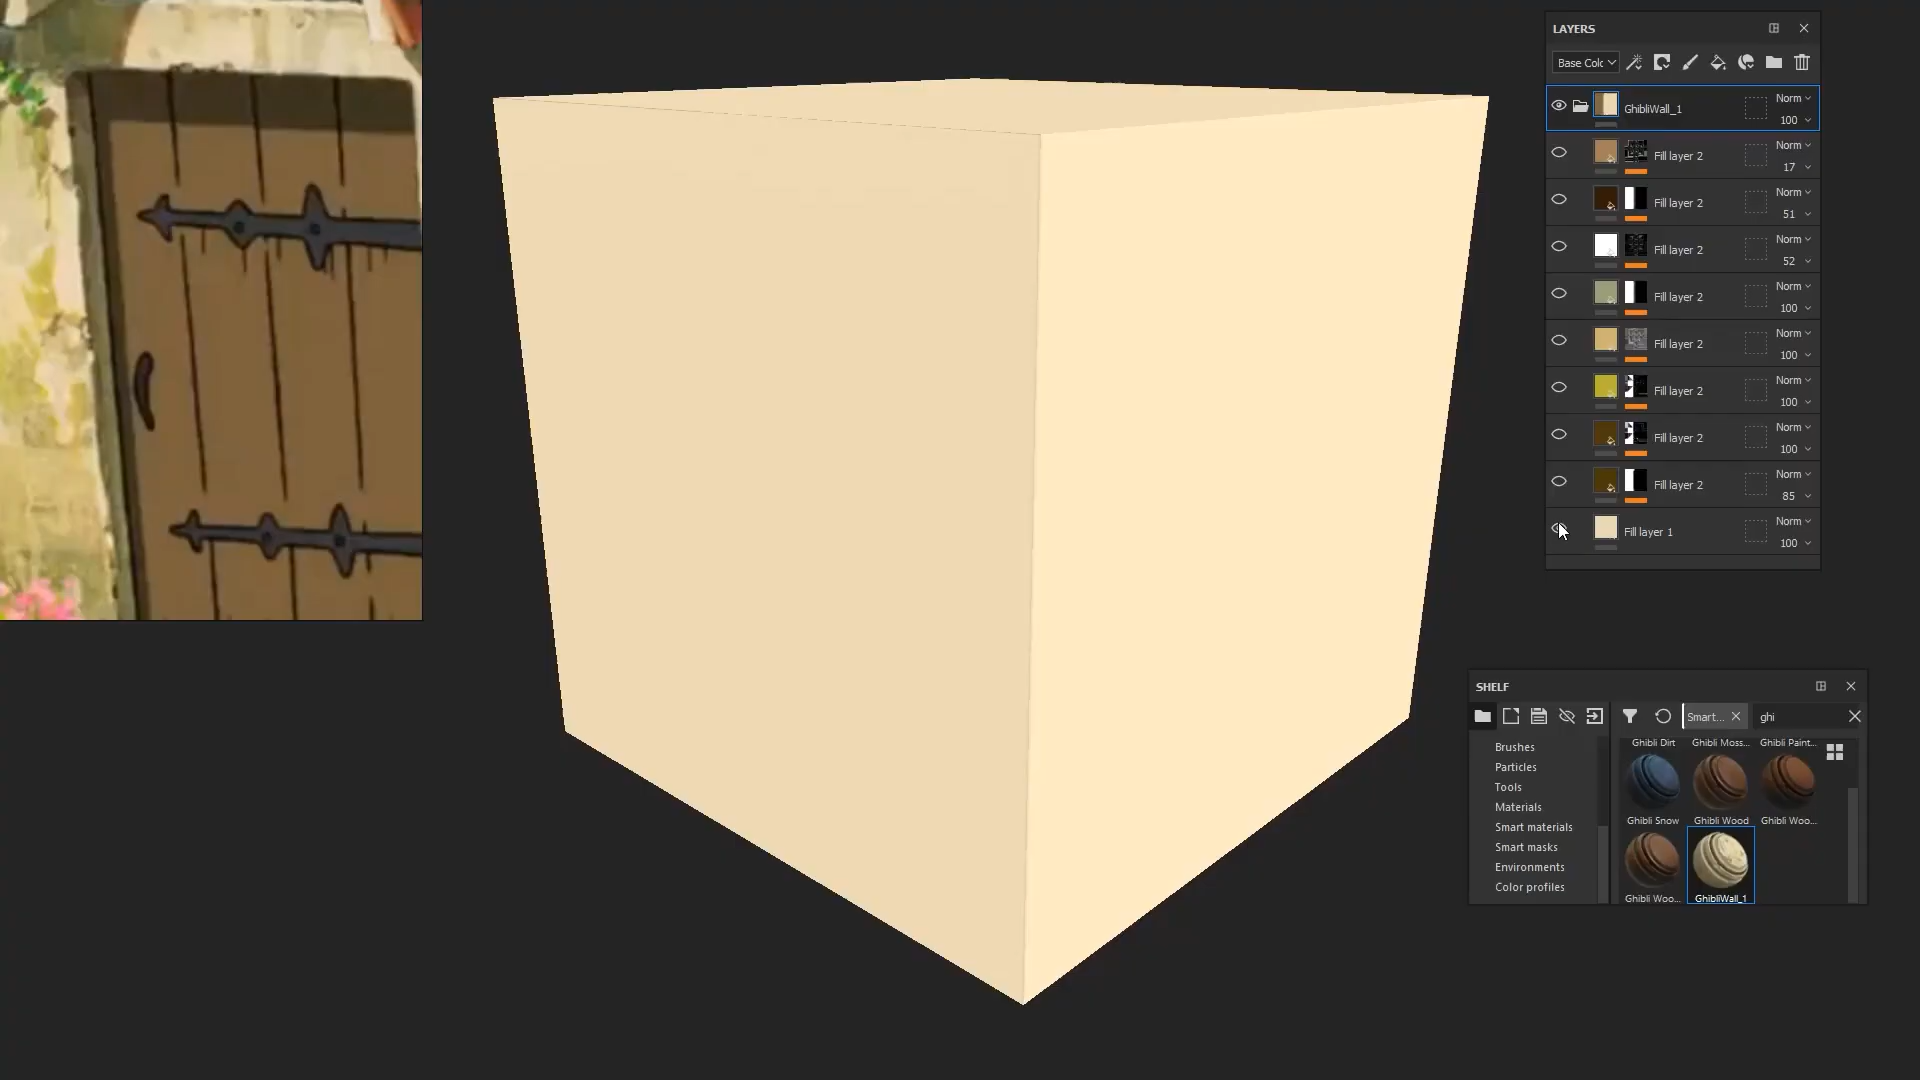 LAYERS
Base Colc
GhibliWall_1
Norm
100
Fill layer 2
Norm
17
Fill layer 2
Norm
51
Fill layer 2
Norm
52
Fill layer 2
Norm
100
Fill layer 2
Norm
100
Fill layer 2
Norm
100
Fill layer 2
Norm
100
Fill layer 2
Norm
85
Fill layer 1
Norm
100
SHELF
Smart...
ghi
Brushes
Particles
Tools
Materials
Smart materials
Smart masks
Environments
Color profiles
Ghibli Dirt
Ghibli Moss...
Ghibli Paint...
Ghibli Snow
Ghibli Wood
Ghibli Woo...
Ghibli Woo...
GhibliWall_1